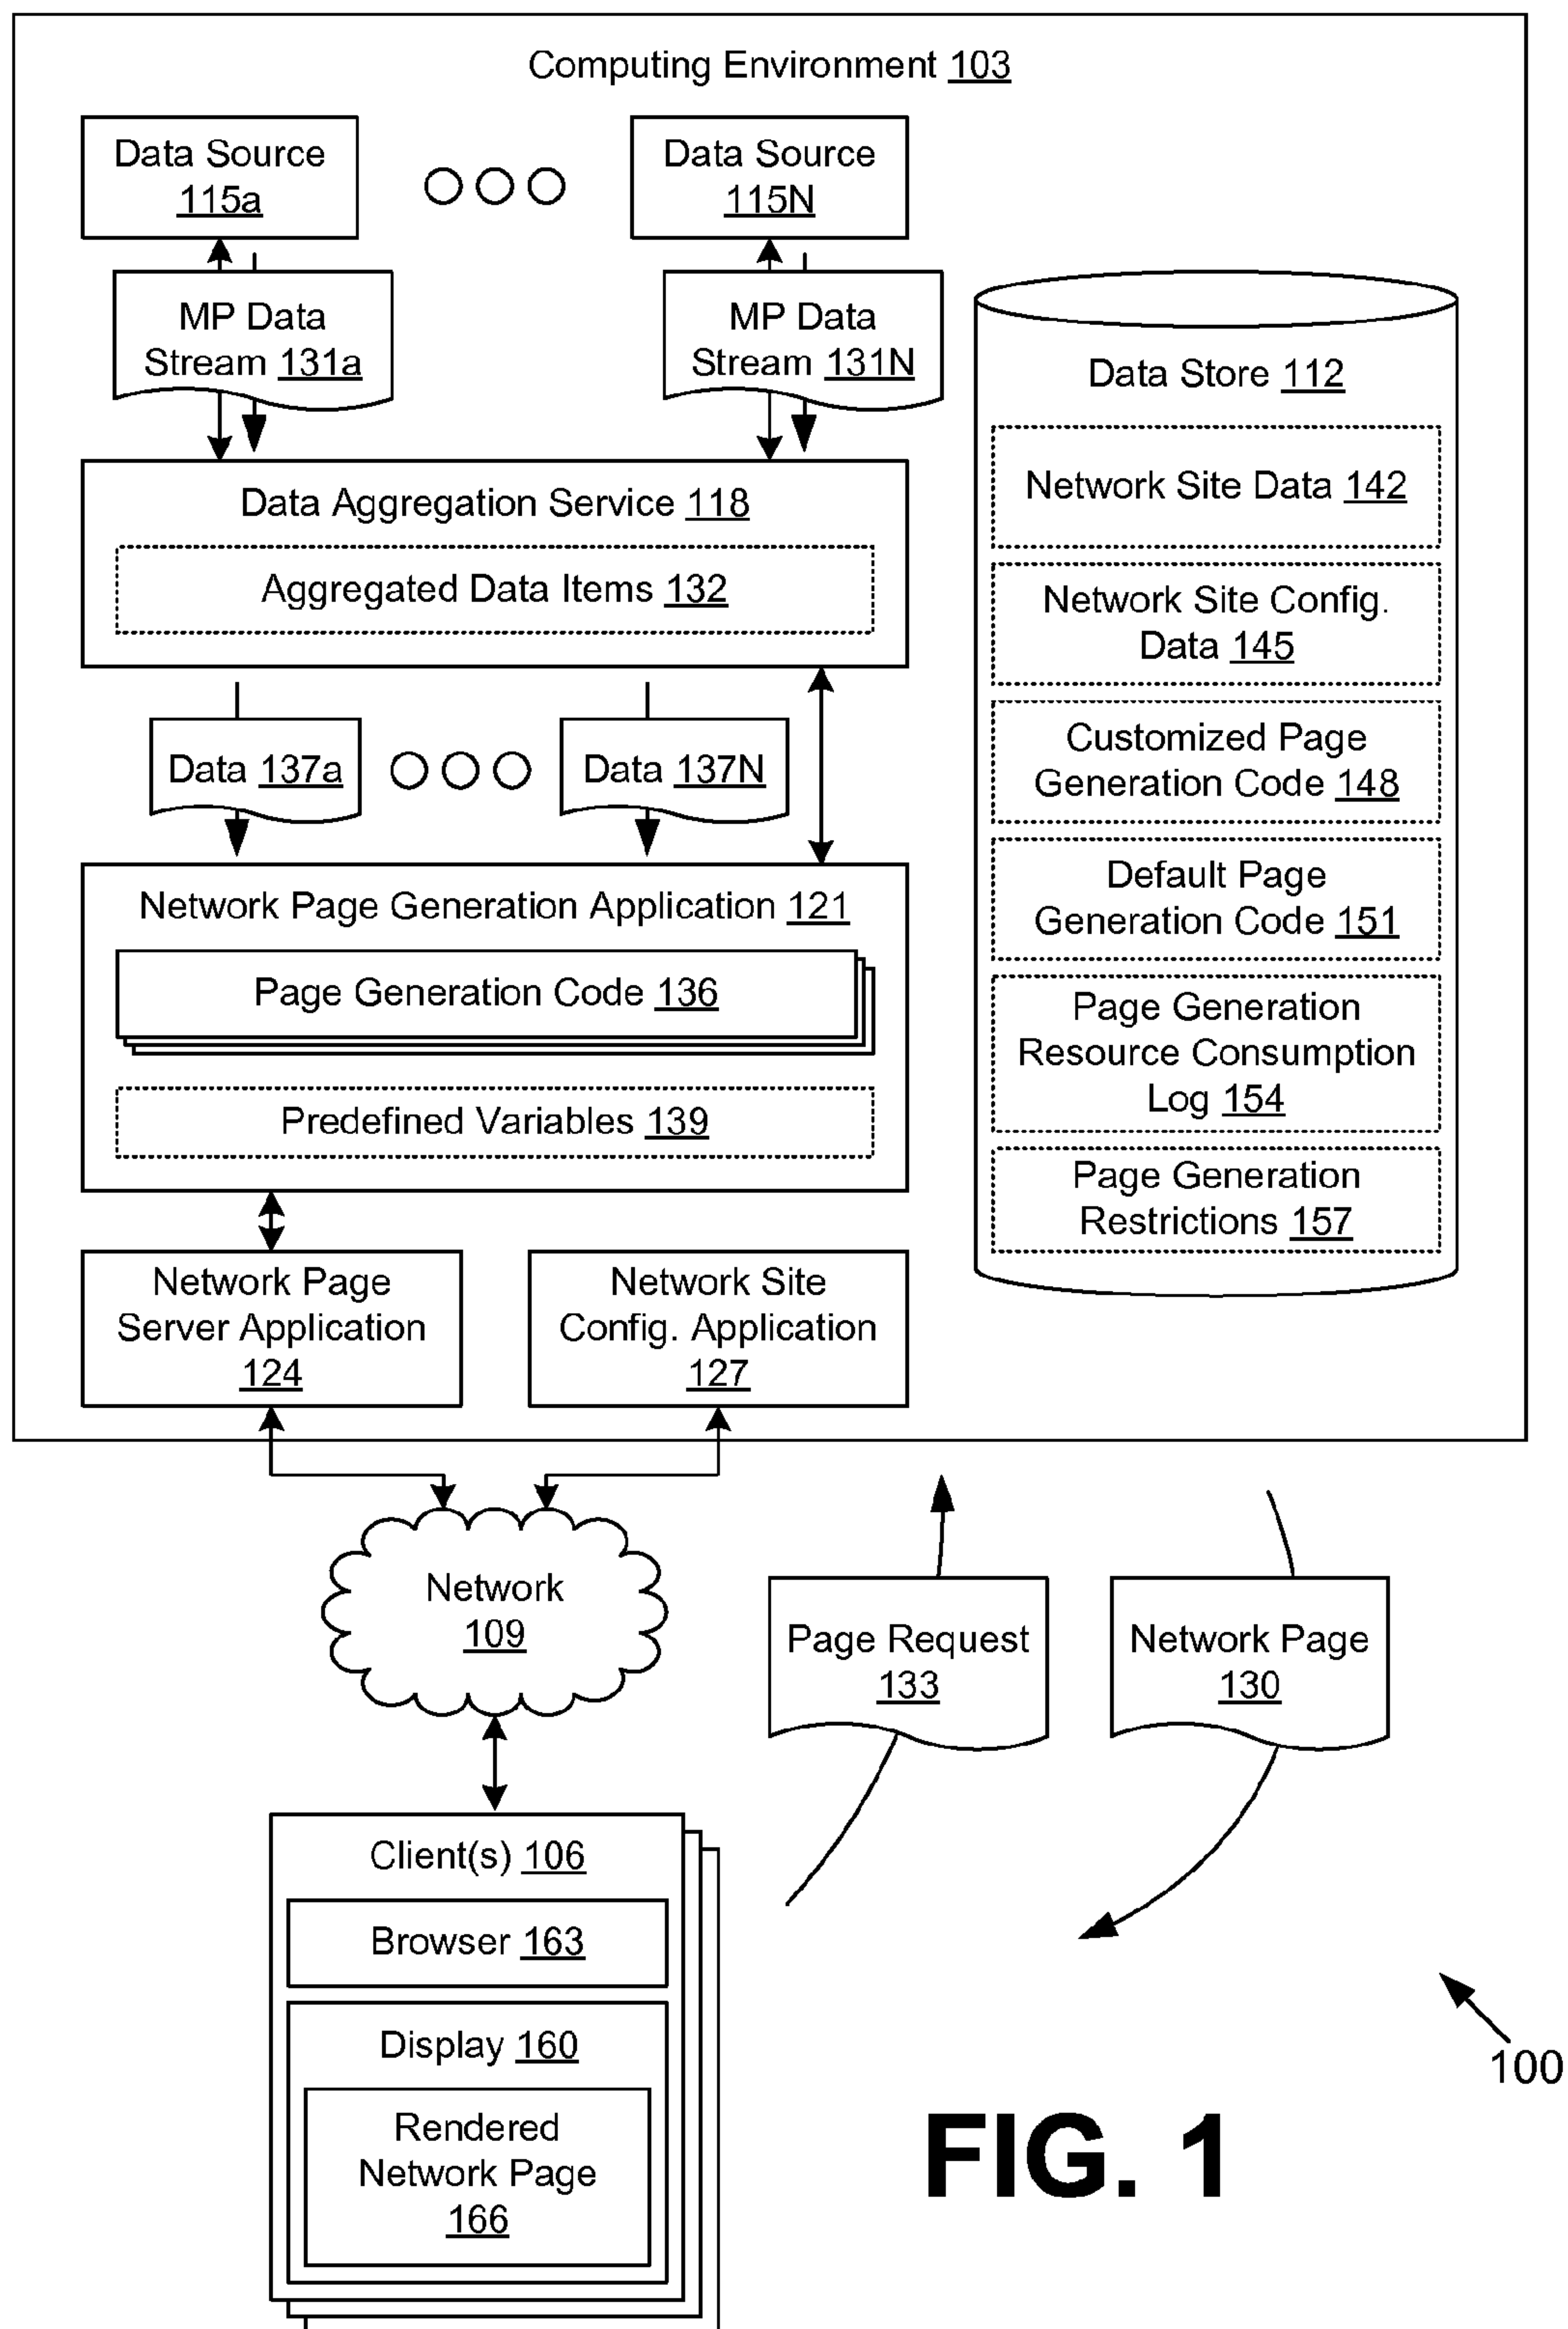 Computing Environment 103
Data Source
115a
Data Source
115N
MP Data
Stream 131a
MP Data
Stream 131N
Data Store 112
Network Site Data 142
Network Site Config.
Data 145
Customized Page
Generation Code 148
Default Page
Generation Code 151
Page Generation
Resource Consumption
Log 154
Page Generation
Restrictions 157
Data Aggregation Service 118
Aggregated Data Items 132
Data 137a
Data 137N
Network Page Generation Application 121
Page Generation Code 136
Predefined Variables 139
Network Page
Server Application
124
Network Site
Config. Application
127
Network
109
Page Request
133
Network Page
130
Client(s) 106
Browser 163
Display 160
Rendered
Network Page
166
100
FIG. 1